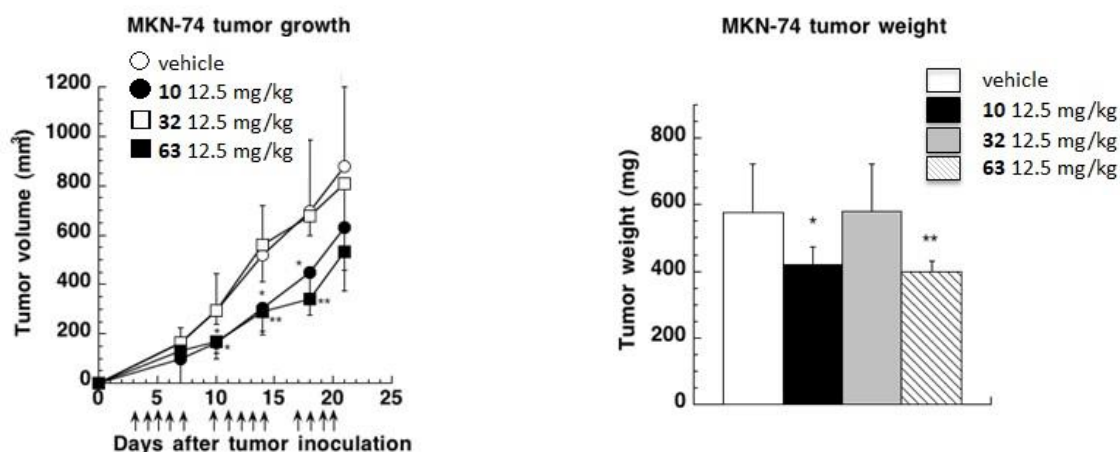 MKN-74 tumor growth
vehicle
10 12.5 mg/kg
32 12.5 mg/kg
63 12.5 mg/kg
Tumor volume (mm³)
1200
1000
800
600
400
200
0
* * * * ** * **
0 5 10 15 20 25
Days after tumor inoculation
MKN-74 tumor weight
vehicle
10 12.5 mg/kg
32 12.5 mg/kg
63 12.5 mg/kg
Tumor weight (mg)
800
600
400
200
0
* **